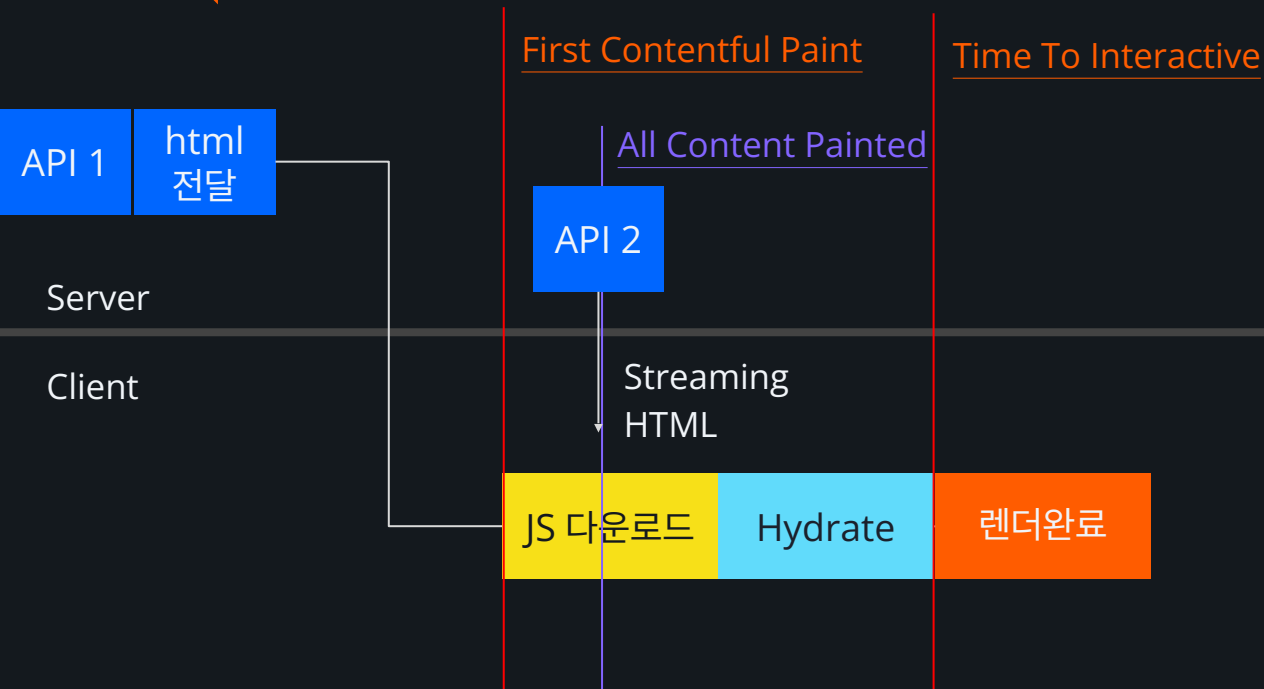 First Contentful Paint
Time To Interactive
API 1
html
전달
All Content Painted
API 2
Server
Client
Streaming
HTML
JS 다운로드
Hydrate
렌더완료